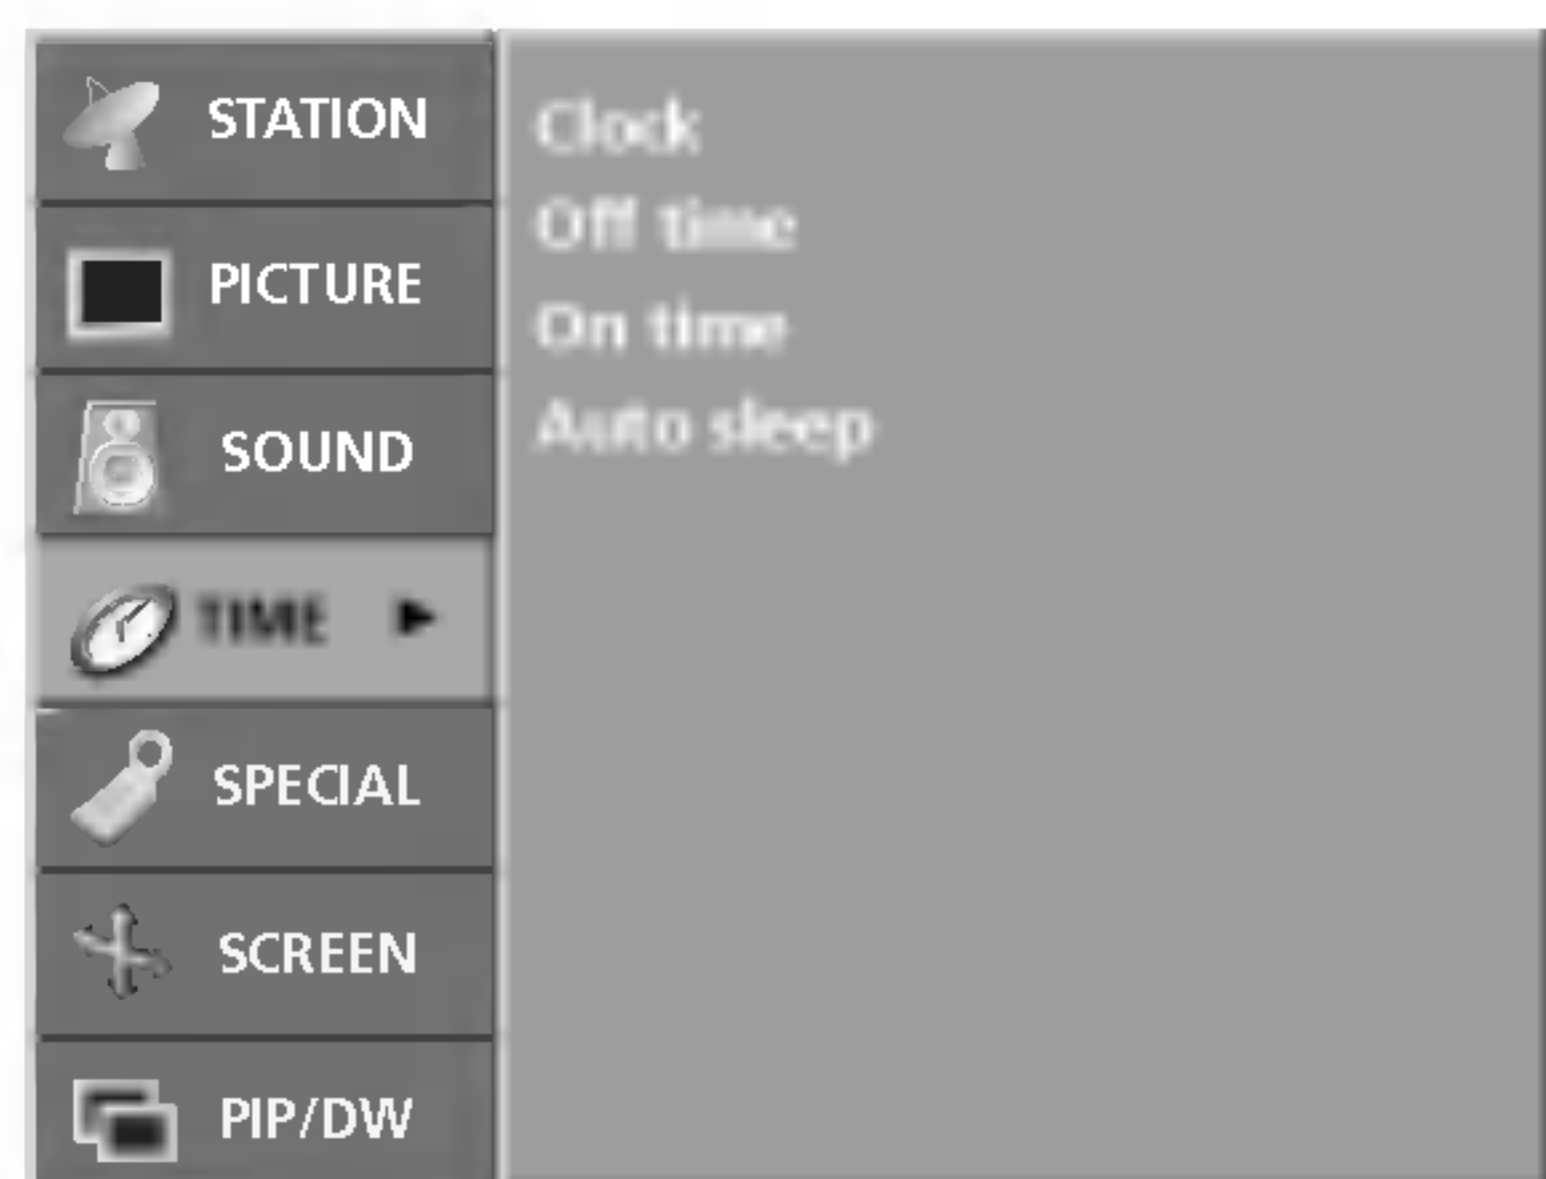 STATION
PICTURE
SOUND
TIME
SPECIAL
SCREEN
PIP/DW
Clock
Off time
On time
Auto sleep